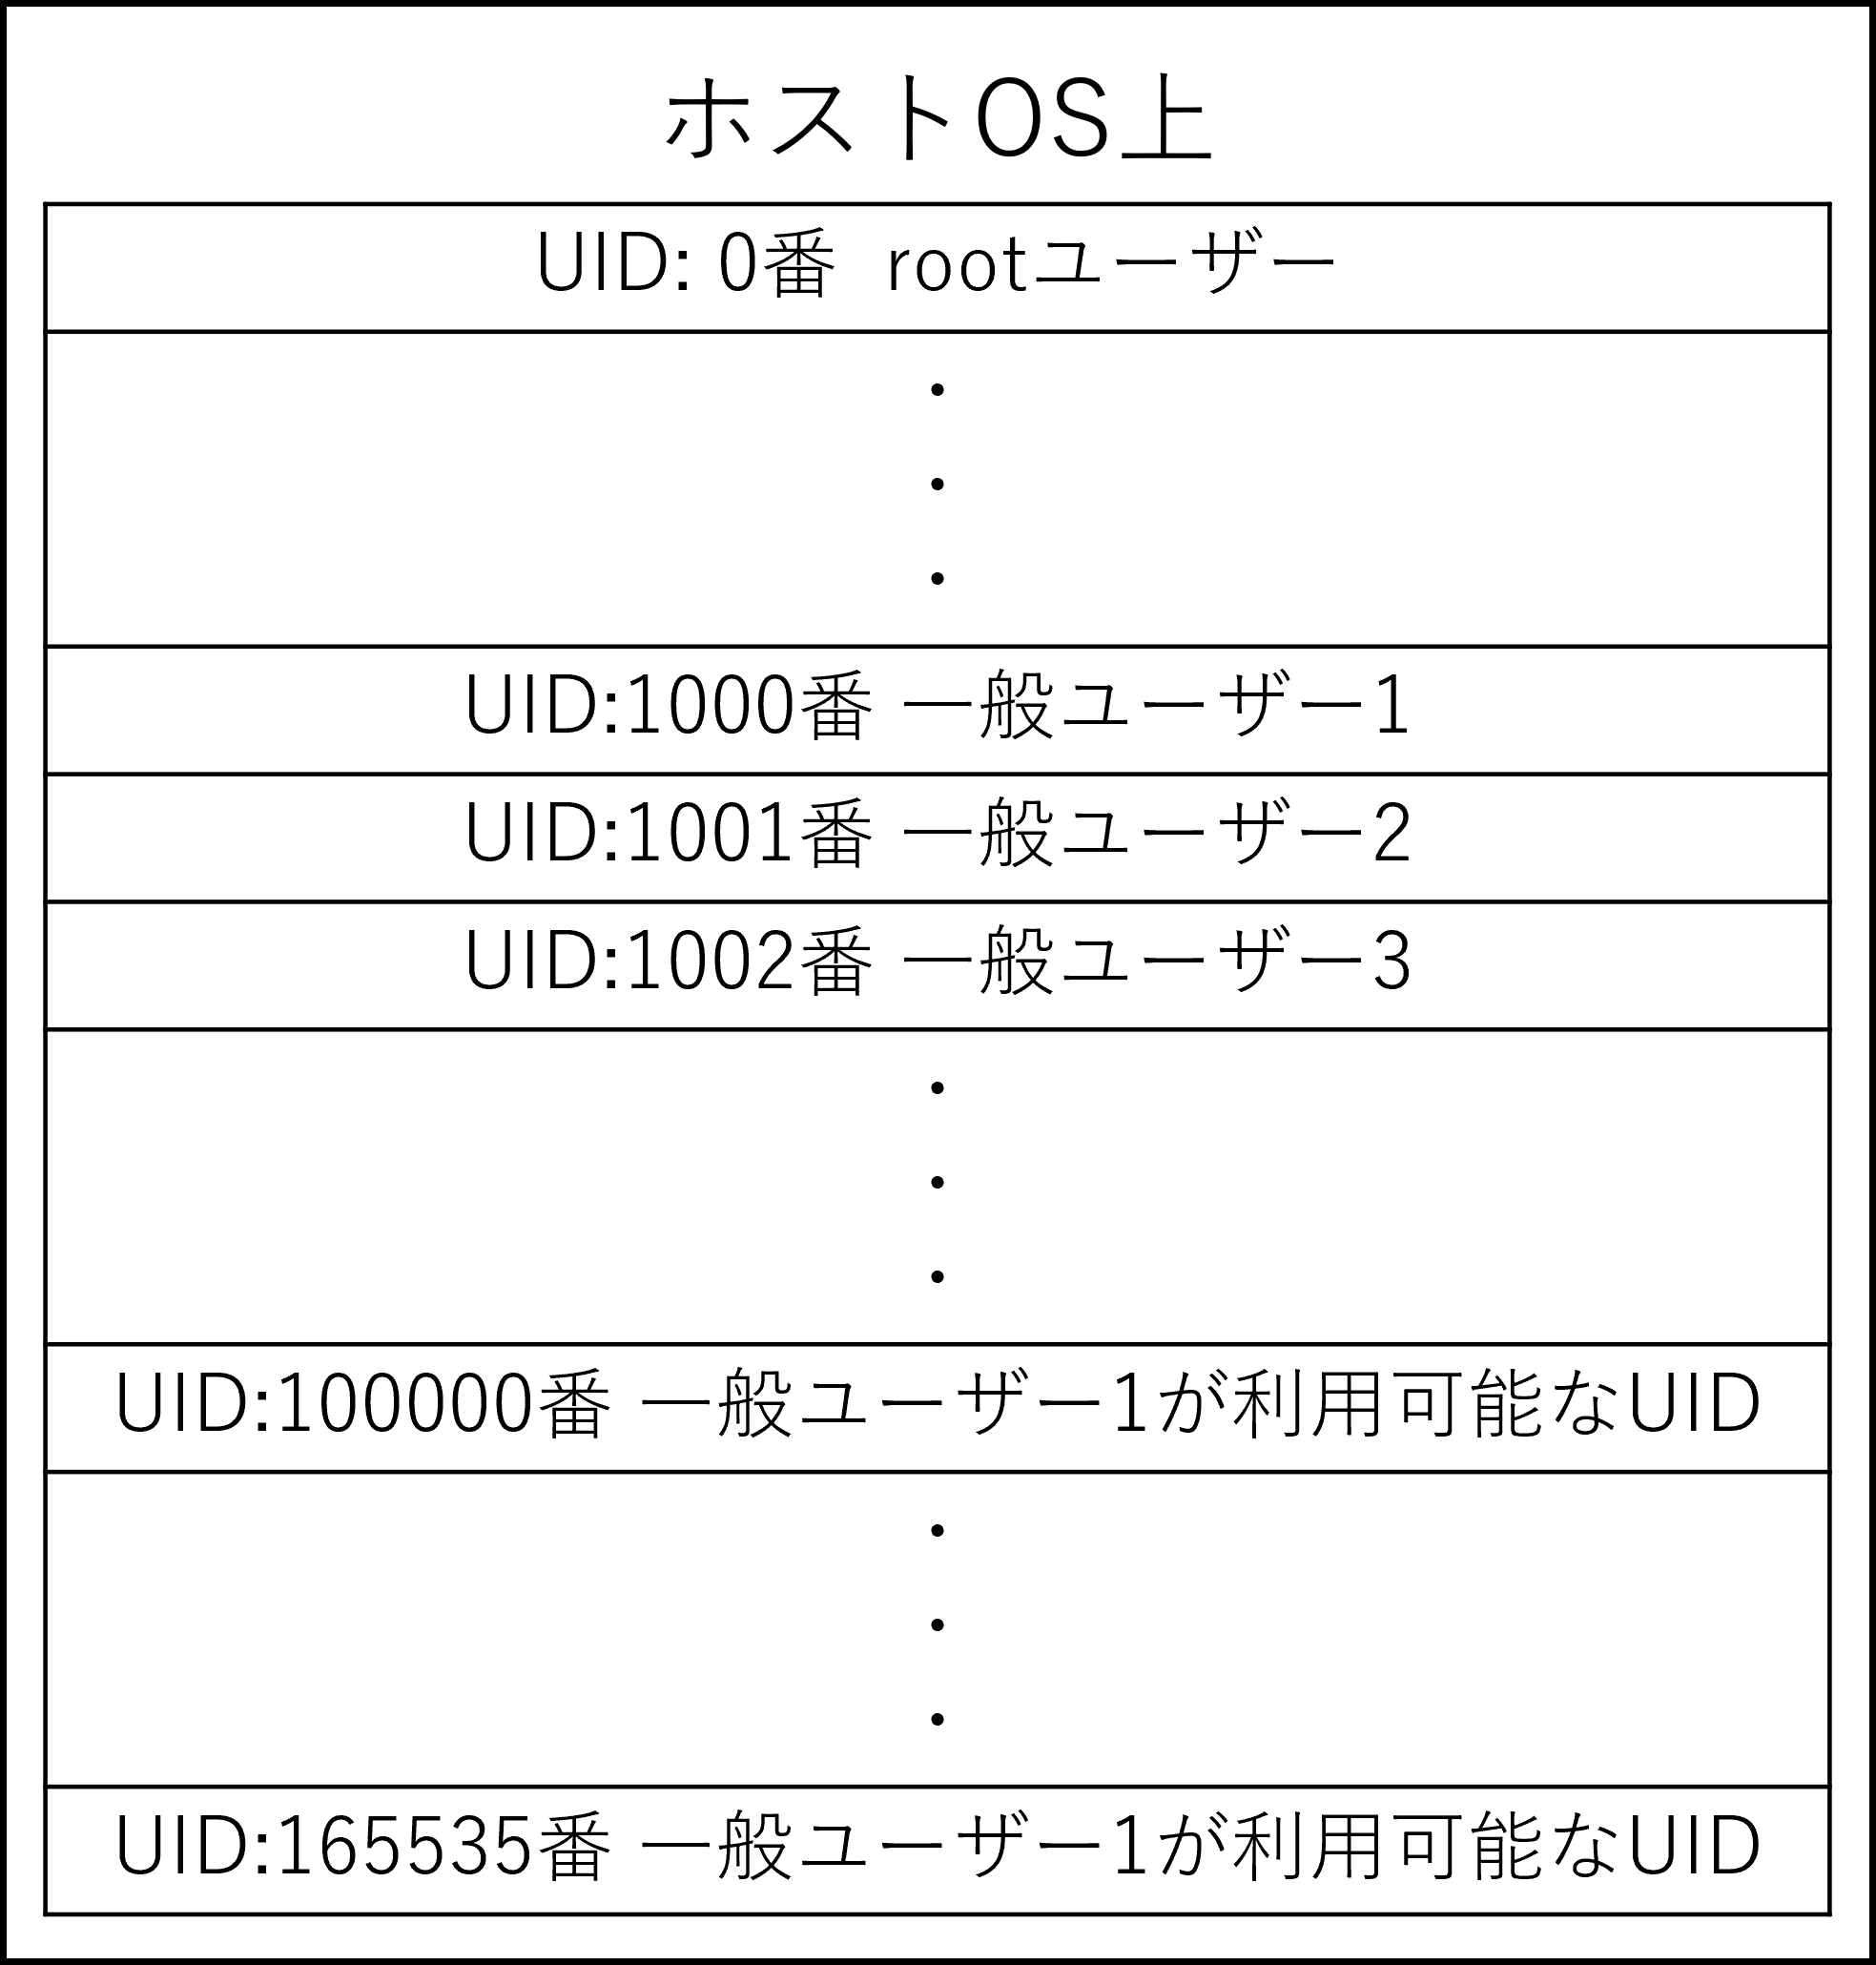 ホストOS上
UID: 0番 rootユーザー
・
・
・
UID:1000番 一般ユーザー1
UID:1001番 一般ユーザー2
UID:1002番 一般ユーザー3
・
・
・
UID:100000番 一般ユーザー1が利用可能なUID
・
・
・
UID:165535番 一般ユーザー1が利用可能なUID